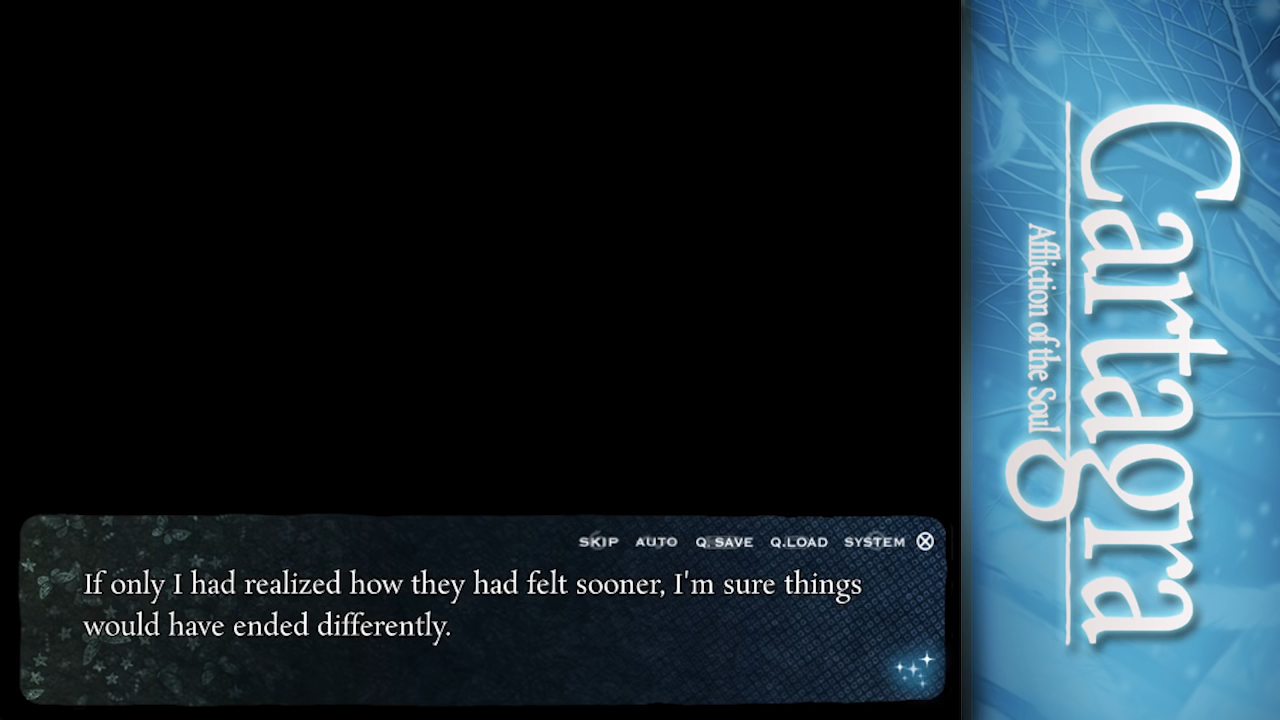 SKIP AUTO Q. SAVE Q.LOAD SYSTEM
If only I had realized how they had felt sooner, I'm sure things
would have ended differently.
Cartagra
Affliction of the Soul